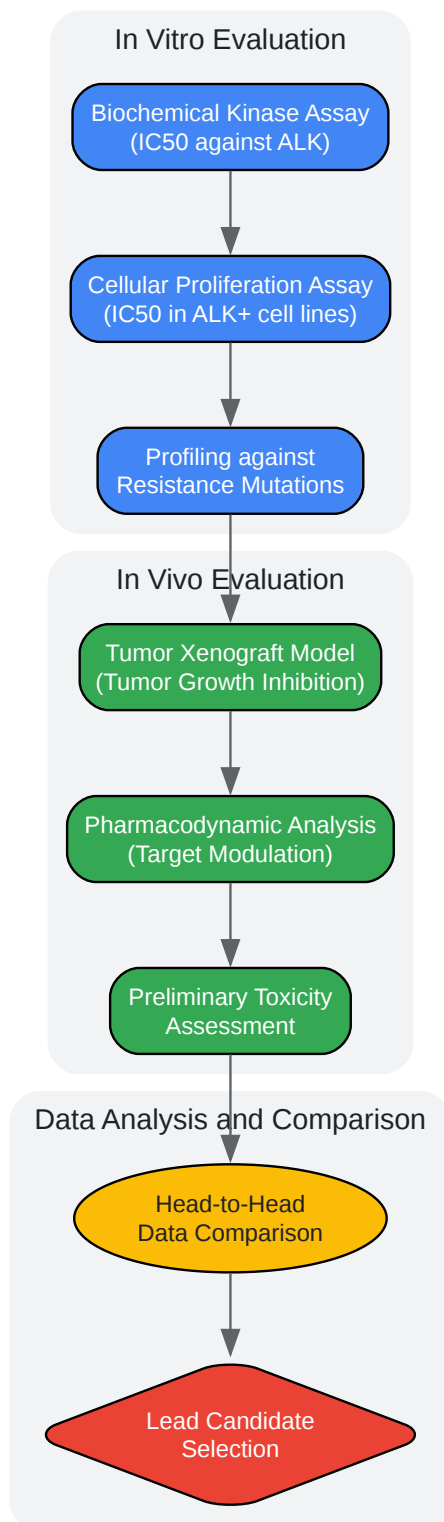 In Vitro Evaluation
Biochemical Kinase Assay
(IC50 against ALK)
Cellular Proliferation Assay
(IC50 in ALK+ cell lines)
Profiling against
Resistance Mutations
In Vivo Evaluation
Tumor Xenograft Model
(Tumor Growth Inhibition)
Pharmacodynamic Analysis
(Target Modulation)
Preliminary Toxicity
Assessment
Data Analysis and Comparison
Head-to-Head
Data Comparison
Lead Candidate
Selection